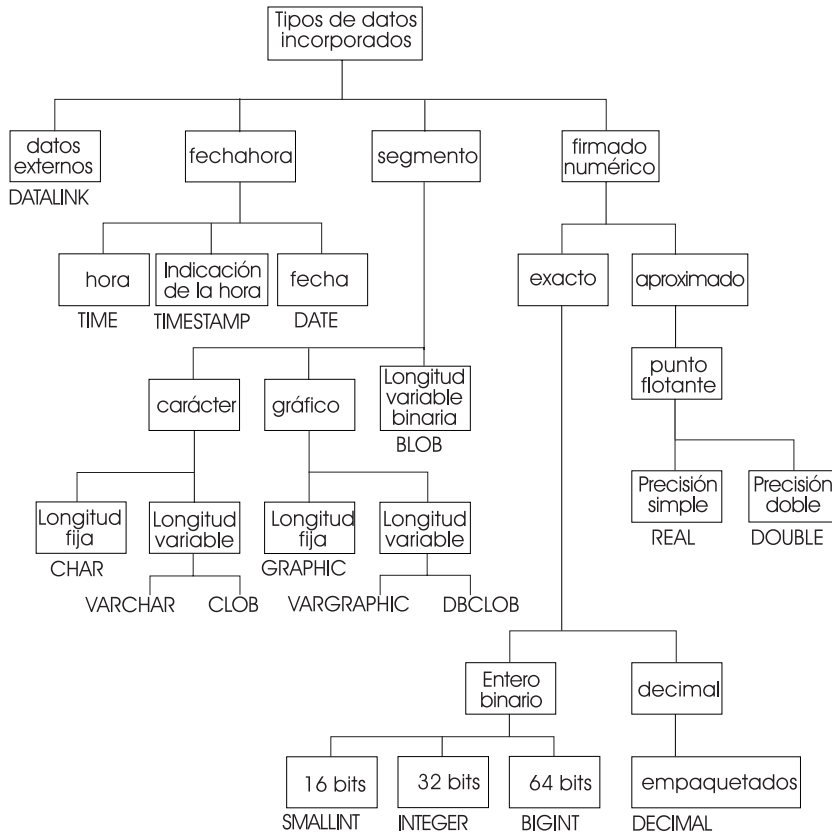 Tipos de datos
incorporados
datos
externos
DATALINK
fechahora
segmento
firmado
numérico
hora
TIME
Indicación
de la hora
TIMESTAMP
fecha
DATE
exacto
aproximado
carácter
gráfico
Longitud
variable
binaria
BLOB
punto
flotante
Longitud
fija
CHAR
Longitud
variable
VARCHAR
CLOB
Longitud
fija
GRAPHIC
Longitud
variable
VARGRAPHIC
DBCLOB
Precisión
simple
REAL
Precisión
doble
DOUBLE
Entero
binario
decimal
16 bits
SMALLINT
32 bits
INTEGER
64 bits
BIGINT
empaquetados
DECIMAL